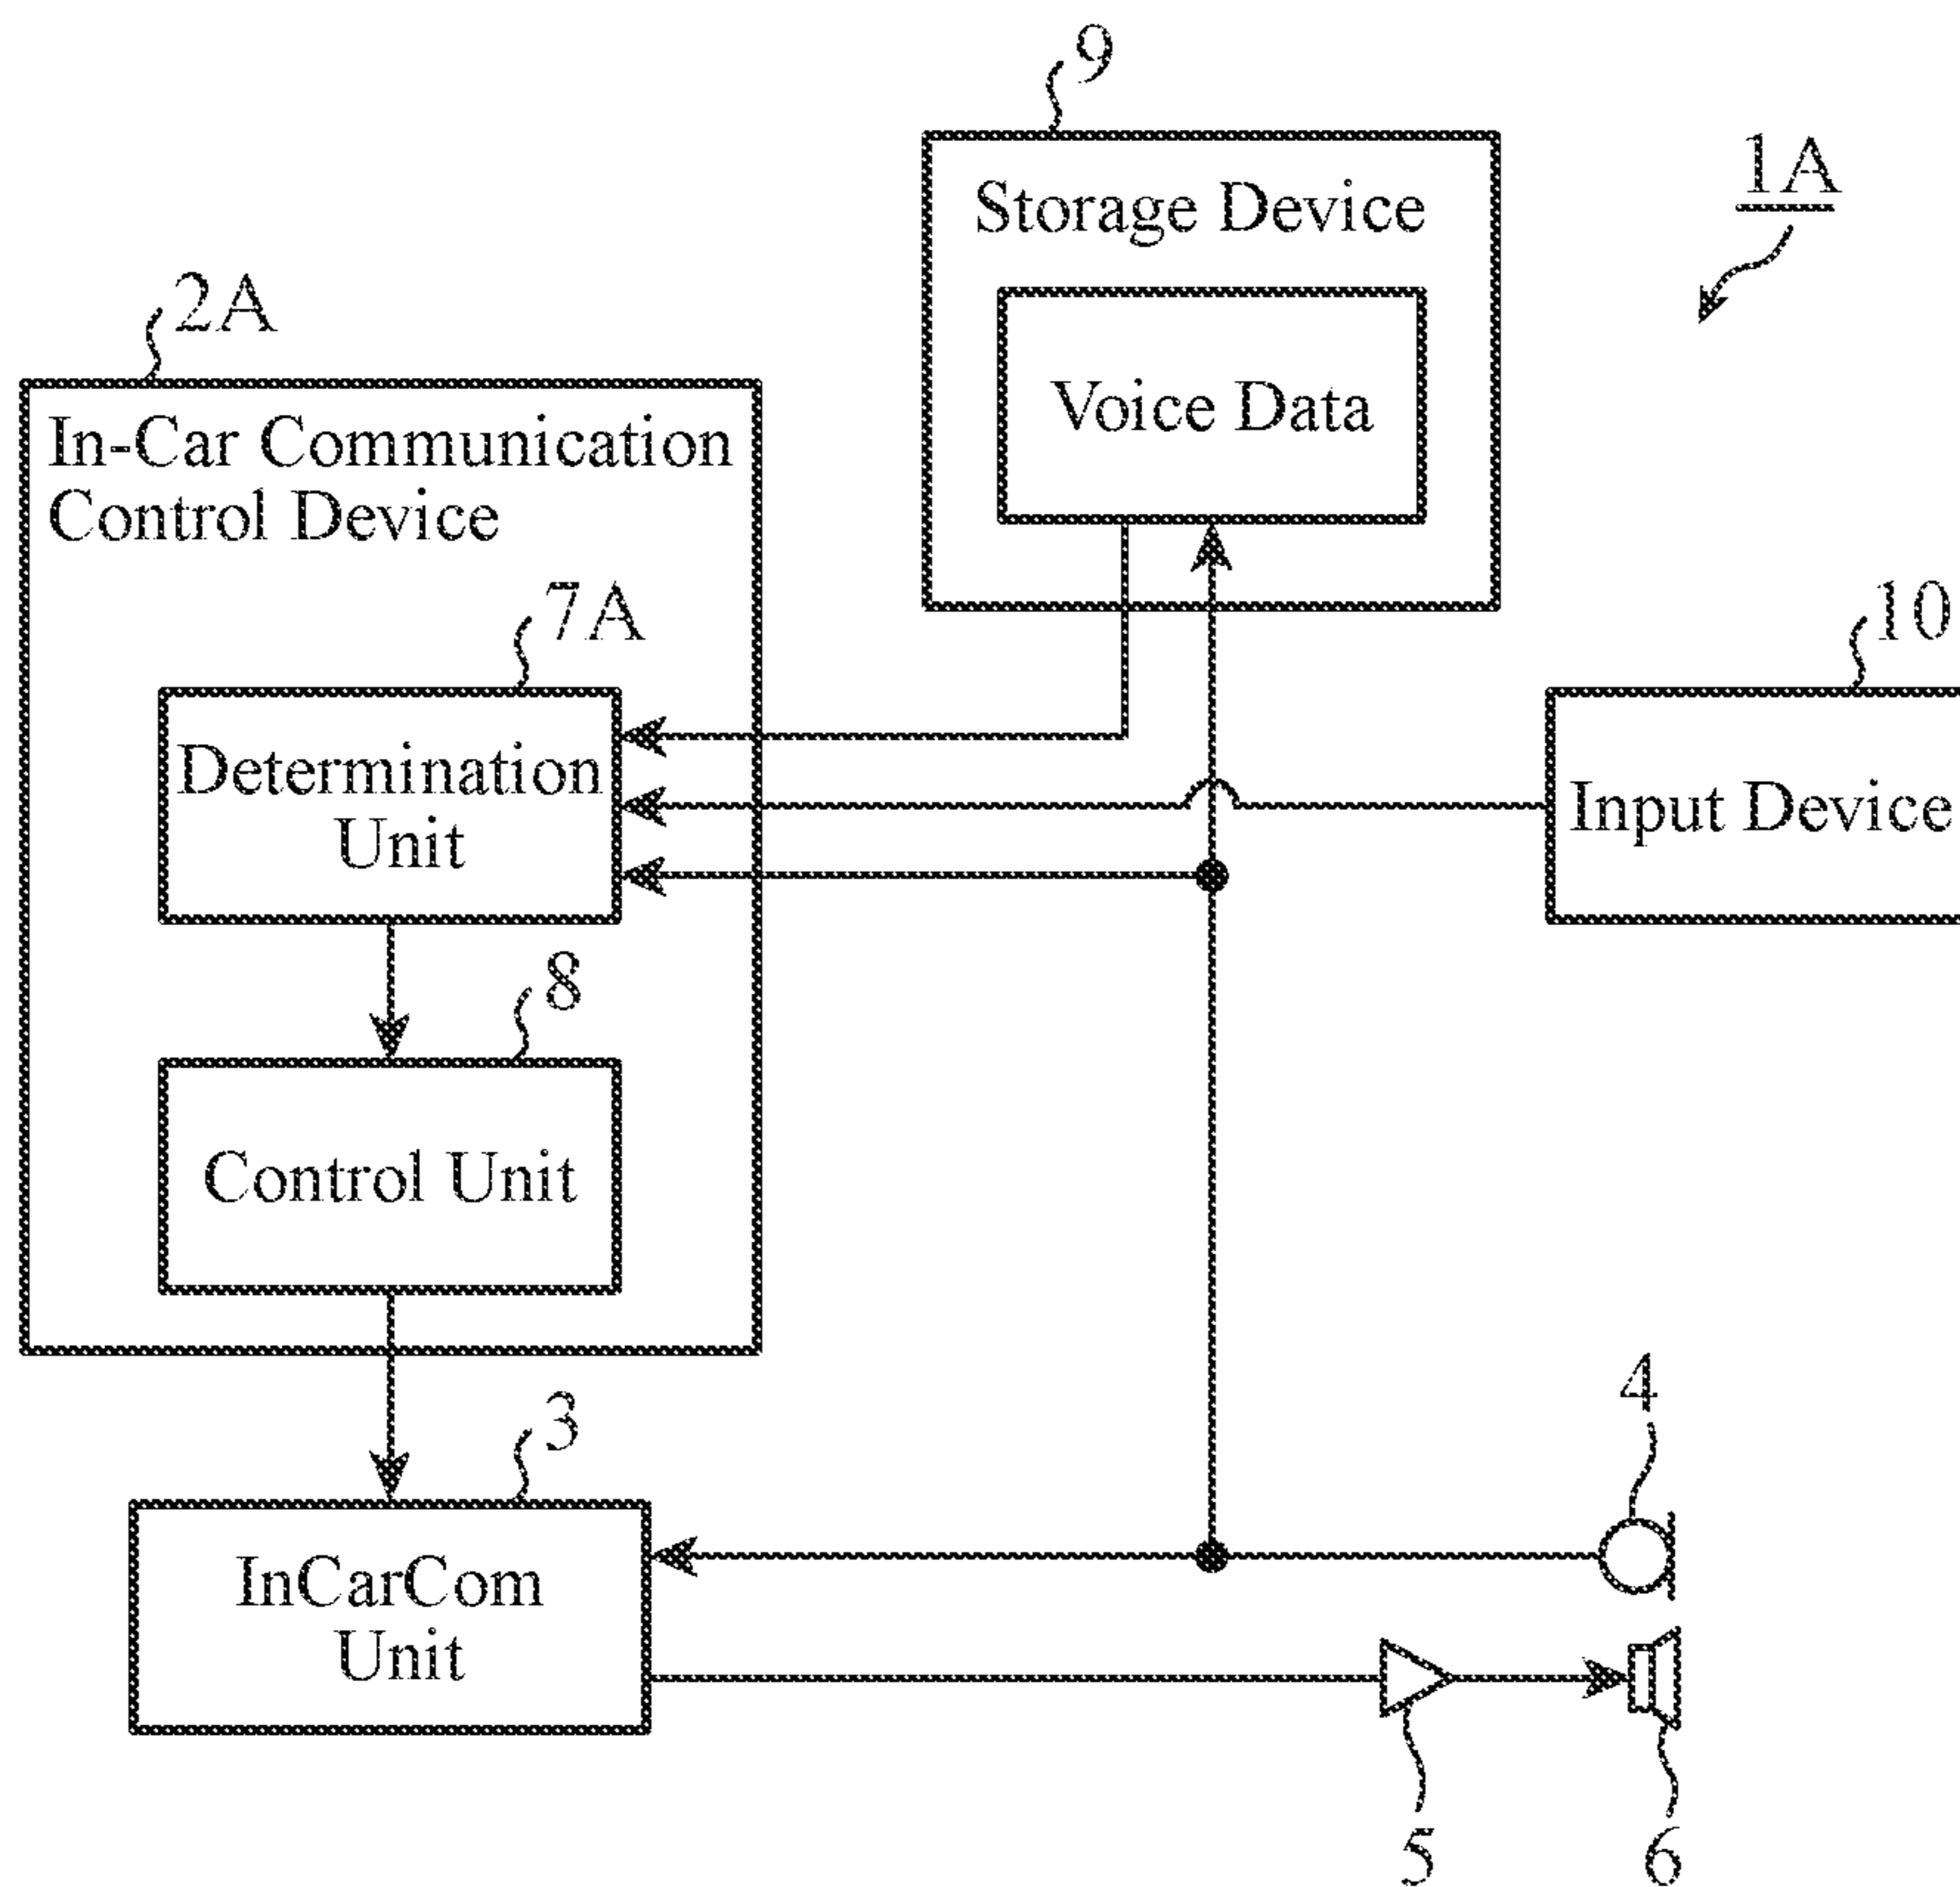 9
Storage Device
1A
Voice Data
2A
In-Car Communication
Control Device
7A
Determination
Unit
10
Input Device
8
Control Unit
3
InCarCom
Unit
4
5
6